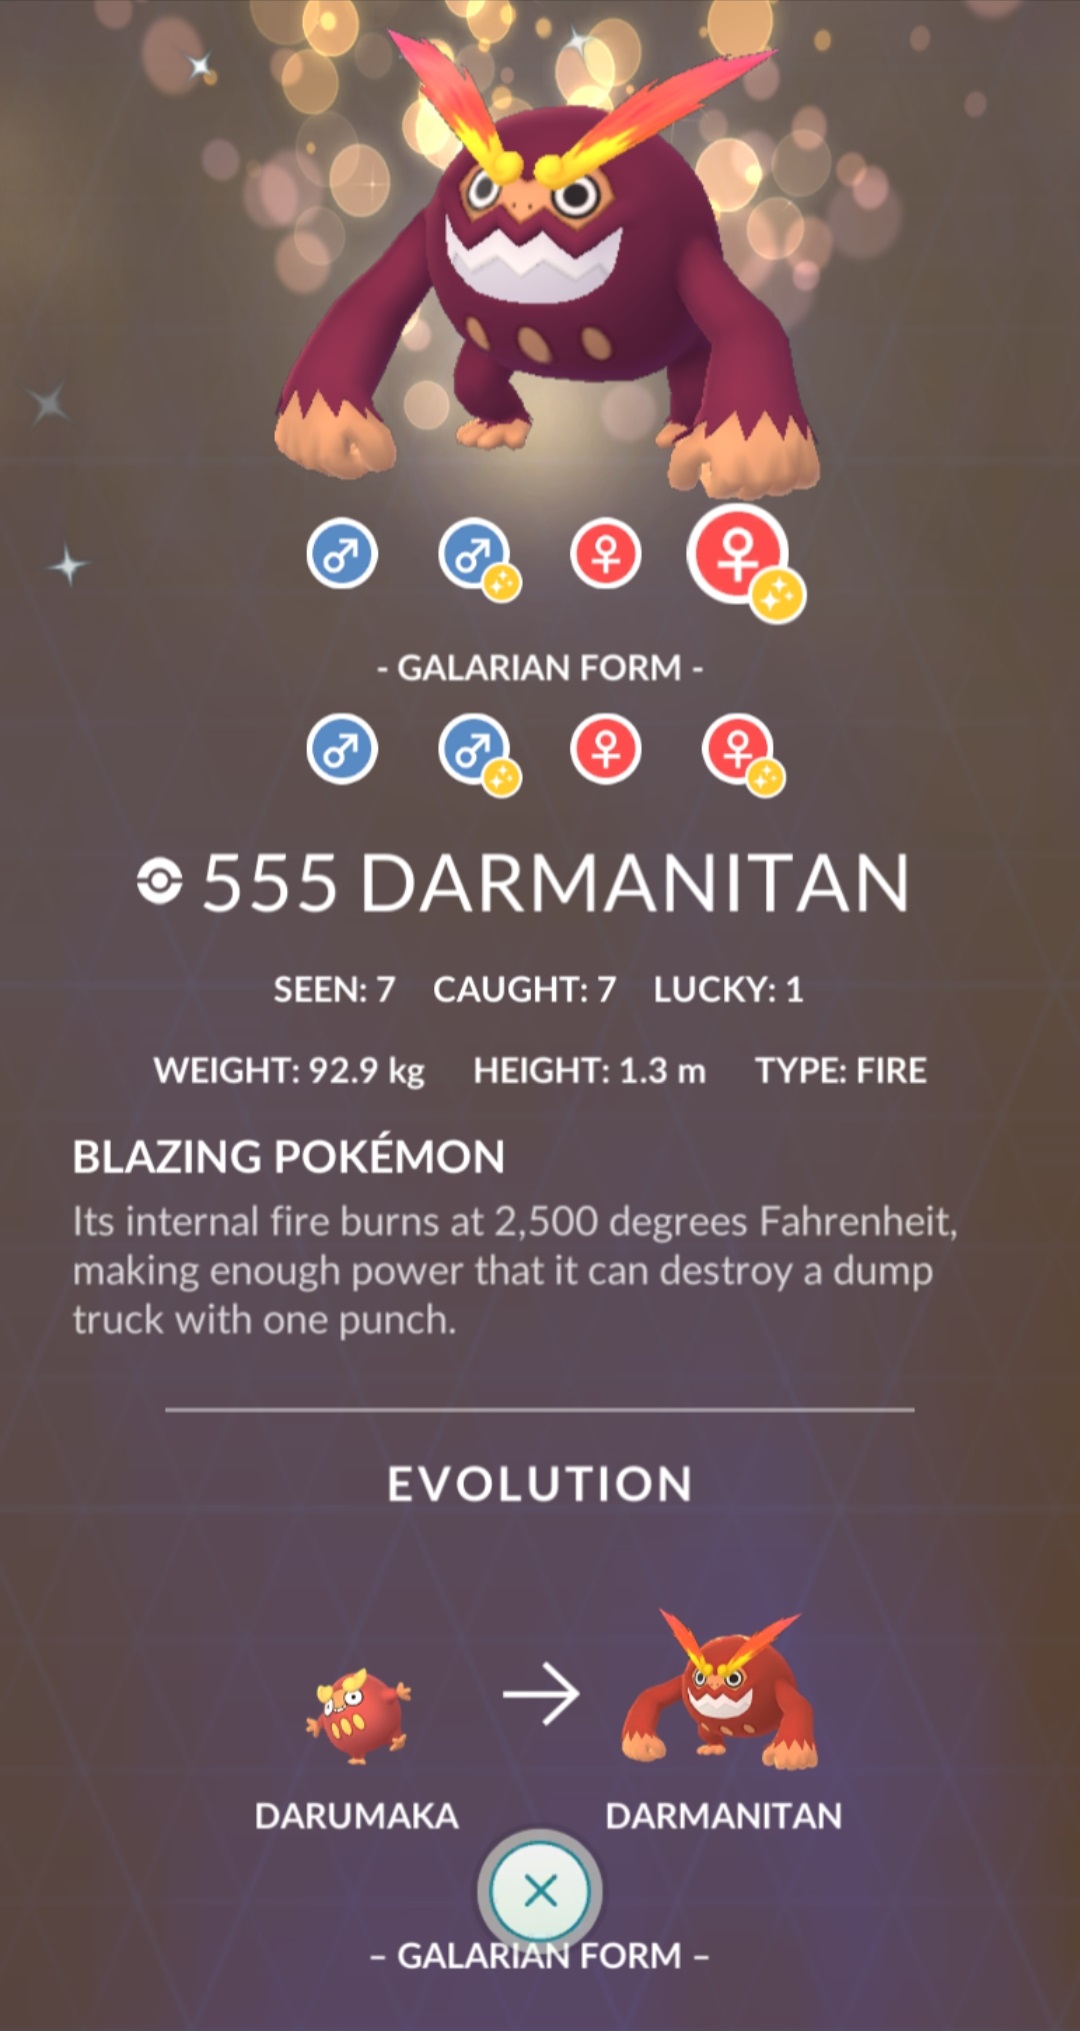 - GALARIAN FORM -
555 DARMANITAN
SEEN: 7 CAUGHT: 7 LUCKY: 1
WEIGHT: 92.9 kg HEIGHT: 1.3 m TYPE: FIRE
BLAZING POKÉMON
Its internal fire burns at 2,500 degrees Fahrenheit,
making enough power that it can destroy a dump
truck with one punch.
EVOLUTION
DARUMAKA DARMANITAN
– GALARIAN FORM –